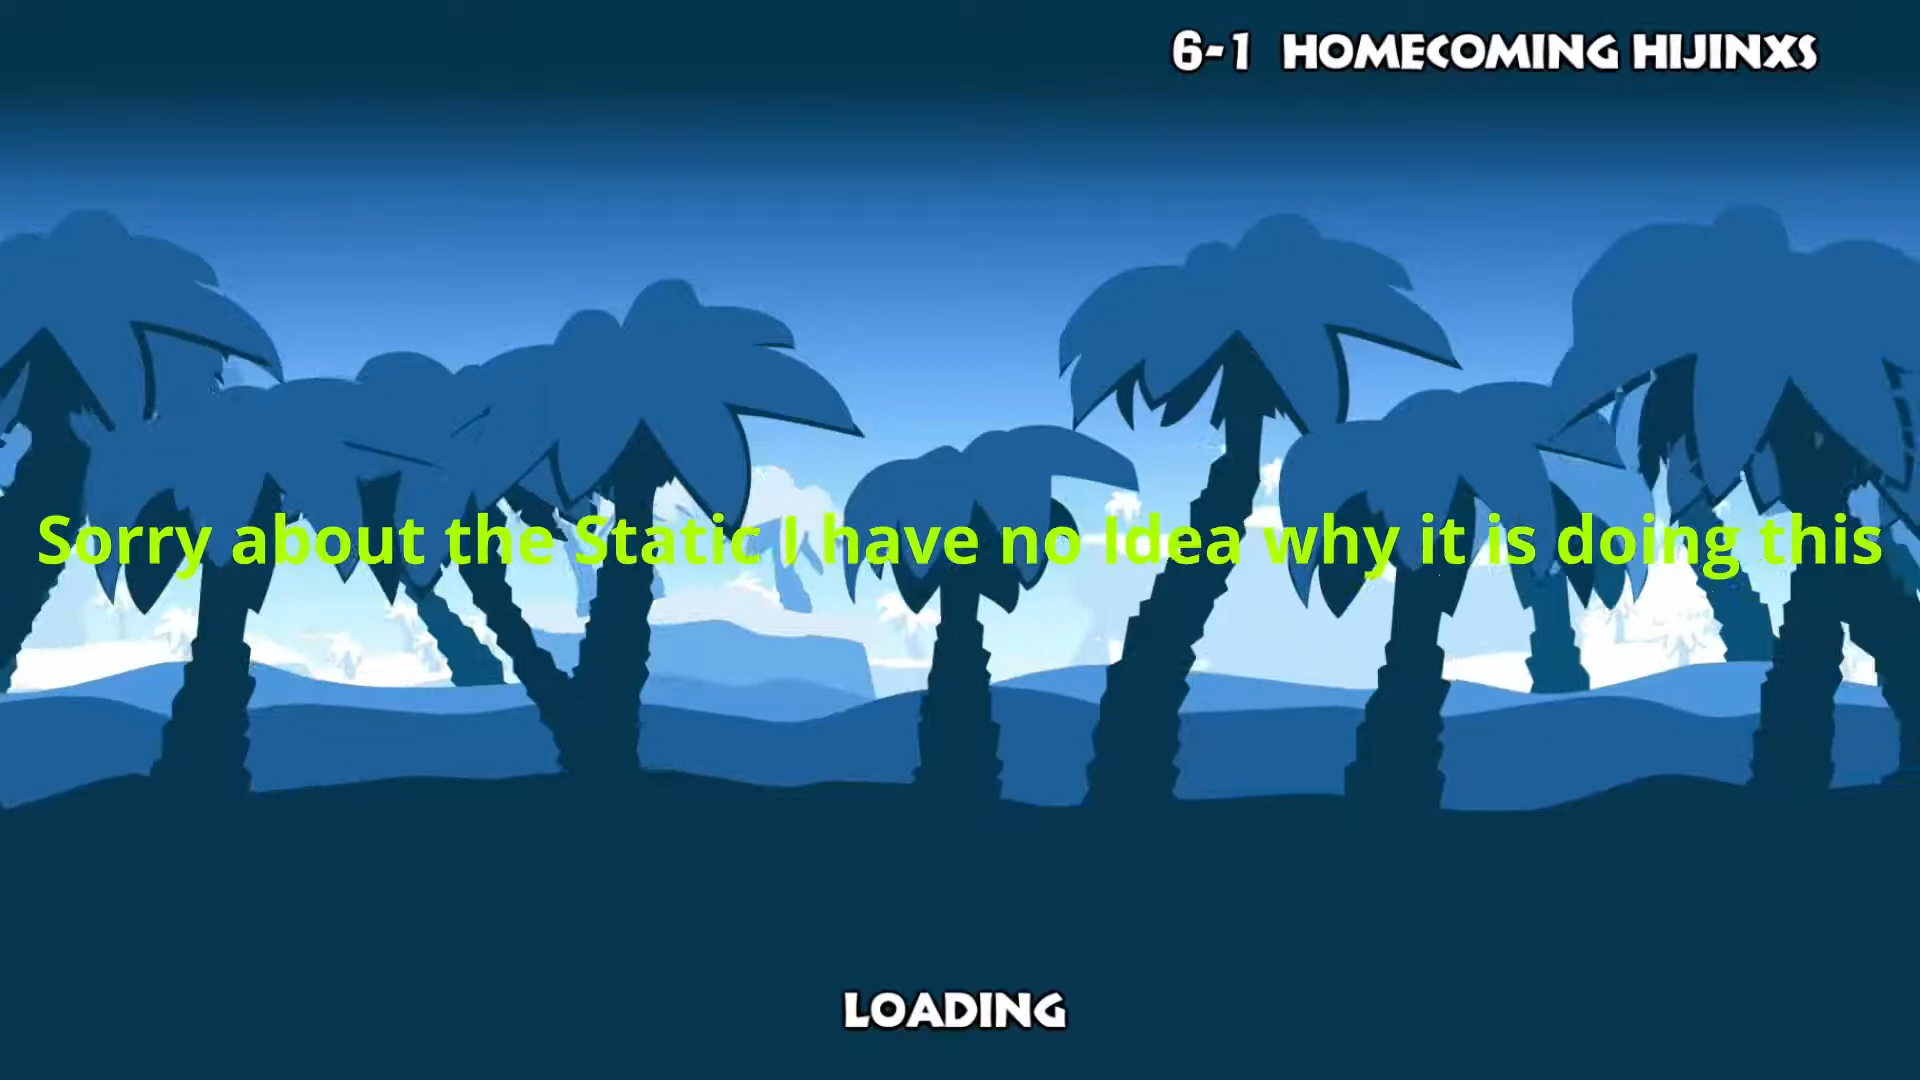 6-1 HOMECOMING HIJINXS
Sorry about the Static I have no Idea why it is doing this
LOADING